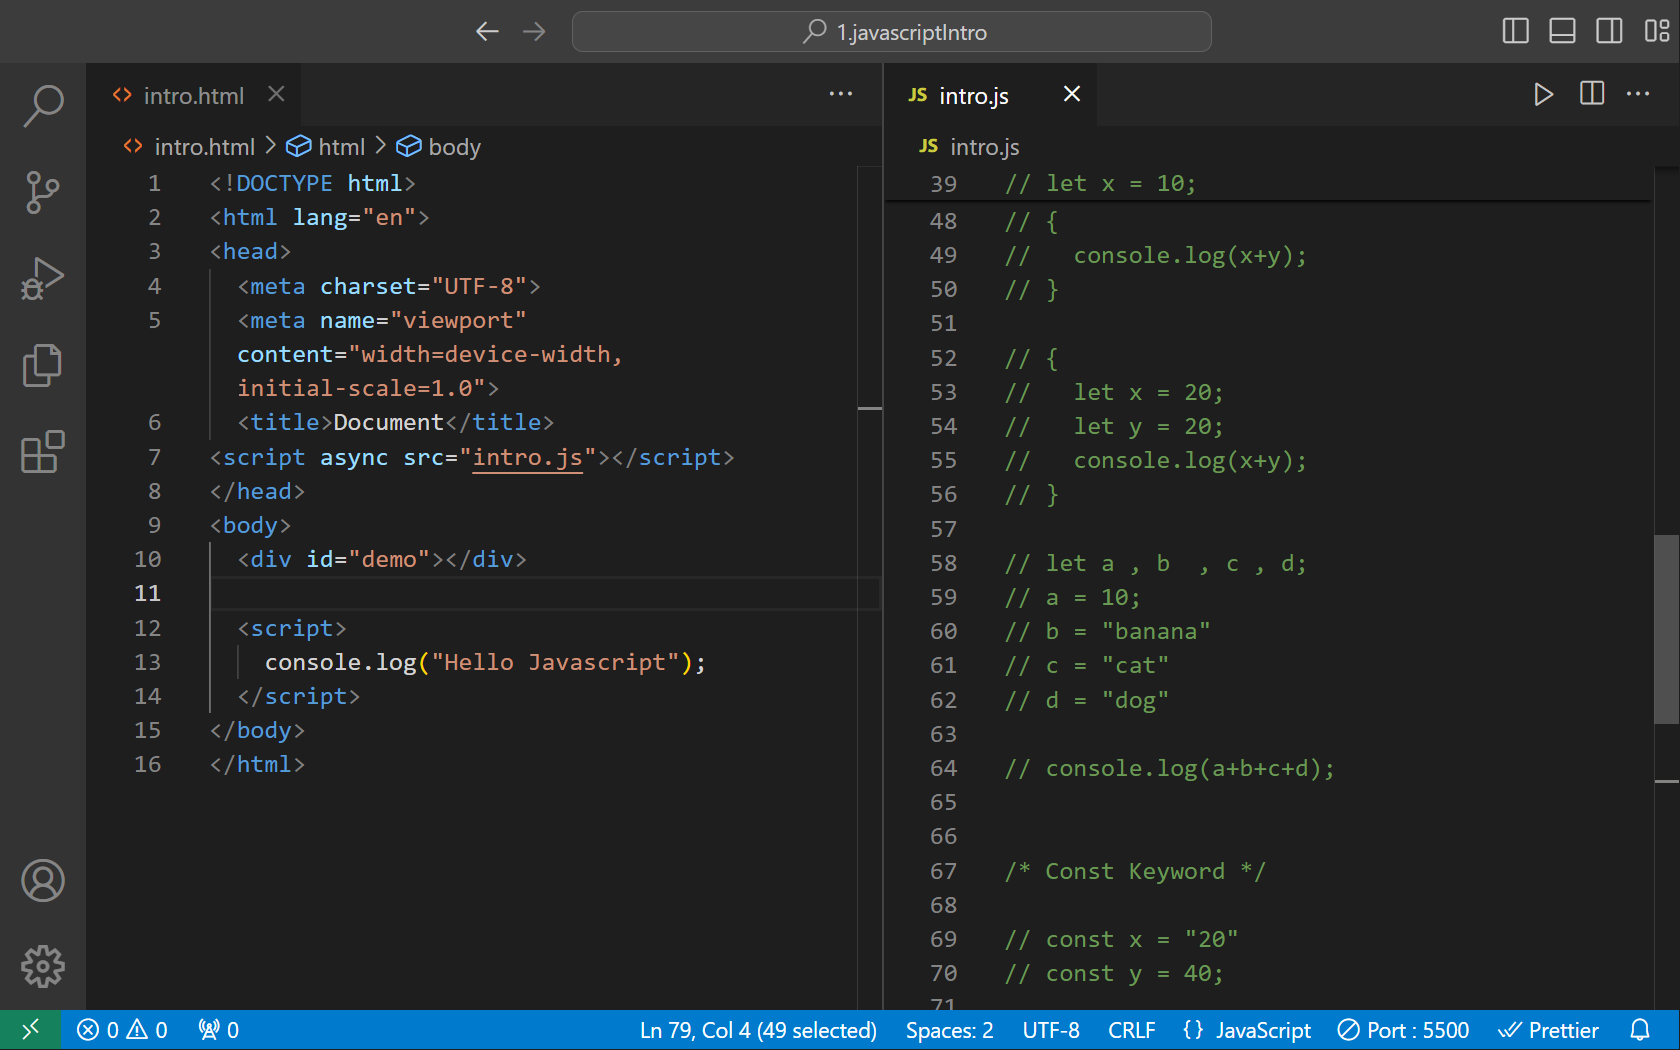 1.javascriptIntro
<> intro.html
JS intro.js
<> intro.html > html > body
JS intro.js
1 <!DOCTYPE html>
2 <html lang="en">
3 <head>
4 <meta charset="UTF-8">
5 <meta name="viewport"
content="width=device-width,
initial-scale=1.0">
6 <title>Document</title>
7 <script async src="intro.js"></script>
8 </head>
9 <body>
10 <div id="demo"></div>
11
12 <script>
13 console.log("Hello Javascript");
14 </script>
15 </body>
16 </html>
39 // let x = 10;
48 // {
49 //   console.log(x+y);
50 // }
51
52 // {
53 //   let x = 20;
54 //   let y = 20;
55 //   console.log(x+y);
56 // }
57
58 // let a , b  , c , d;
59 // a = 10;
60 // b = "banana"
61 // c = "cat"
62 // d = "dog"
63
64 // console.log(a+b+c+d);
65
66
67 /* Const Keyword */
68
69 // const x = "20"
70 // const y = 40;
71
0 0 0 Ln 79, Col 4 (49 selected) Spaces: 2 UTF-8 CRLF {} JavaScript Port : 5500 Prettier